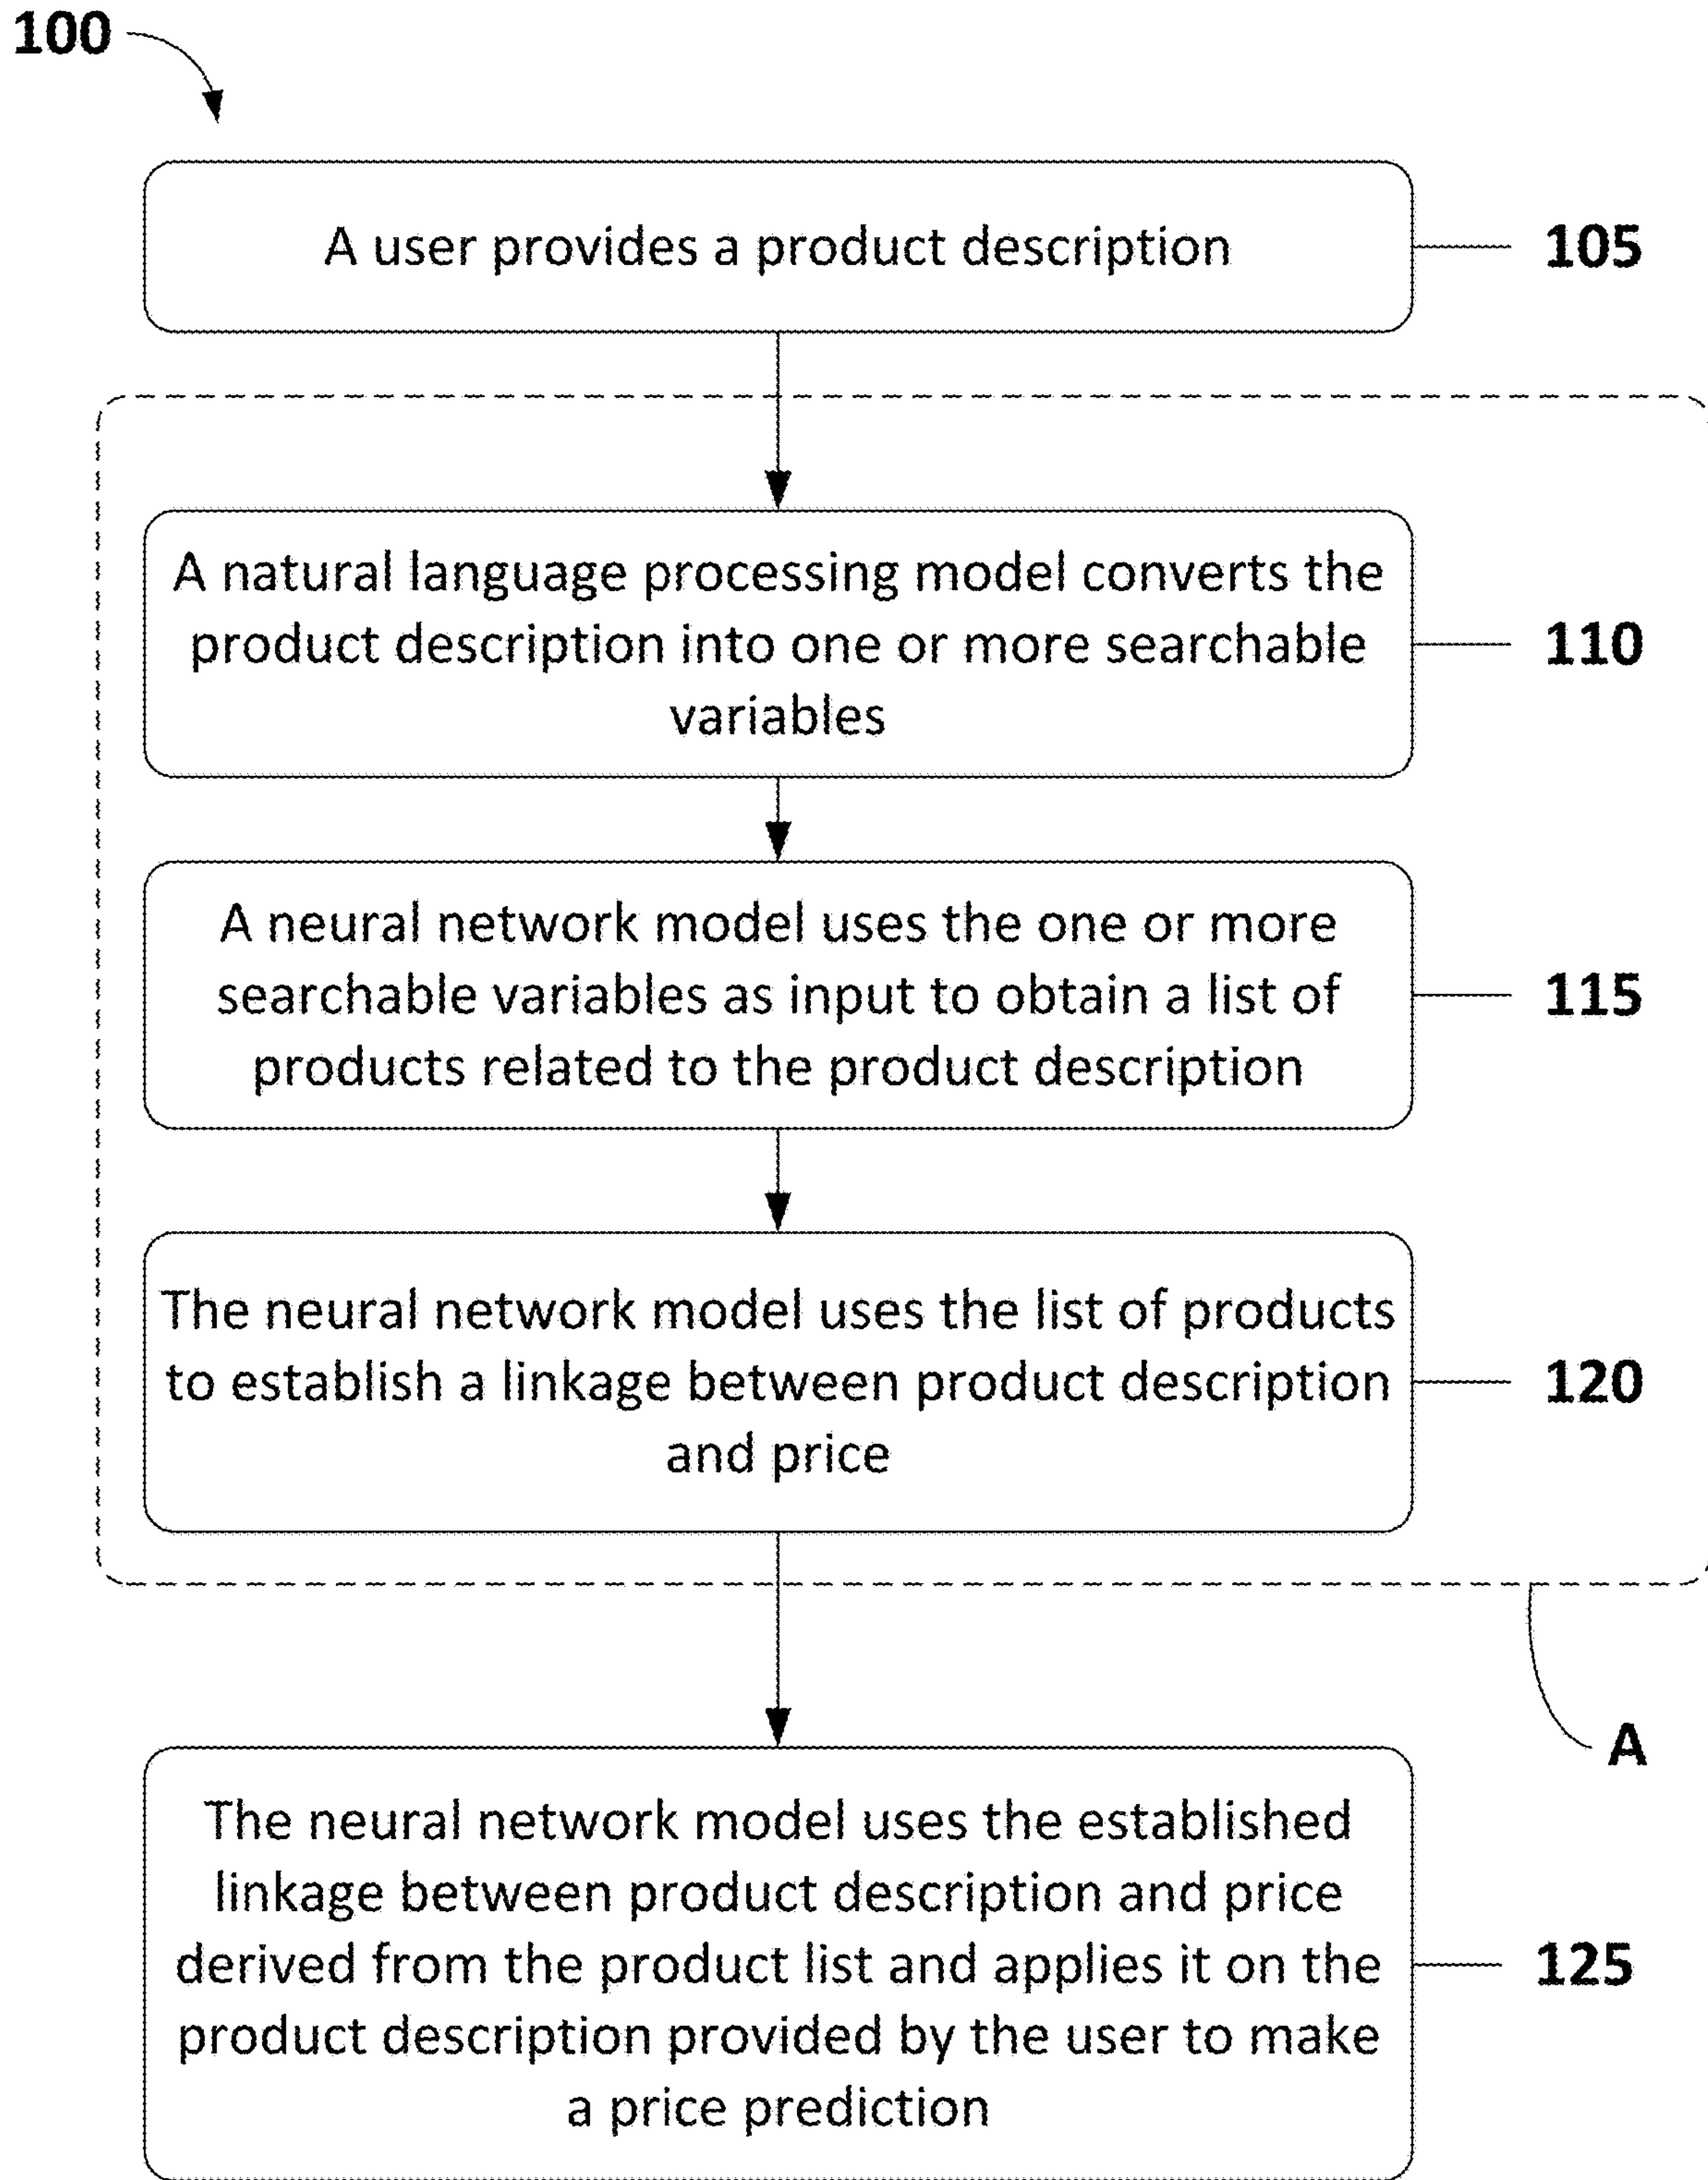 100
A user provides a product description
105
A natural language processing model converts the
product description into one or more searchable
variables
110
A neural network model uses the one or more
searchable variables as input to obtain a list of
products related to the product description
115
The neural network model uses the list of products
to establish a linkage between product description
and price
120
A
The neural network model uses the established
linkage between product description and price
derived from the product list and applies it on the
product description provided by the user to make
a price prediction
125